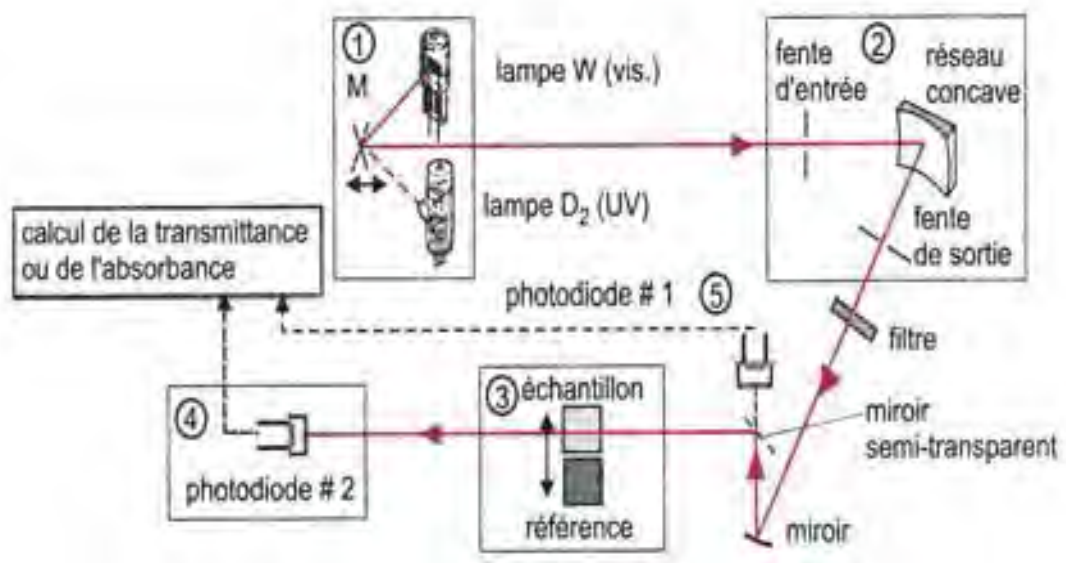 ①
M
lampe W (vis.)
lampe D₂ (UV)
fente
d'entrée
②
réseau
concave
fente
de sortie
calcul de la transmittance
ou de l'absorbance
photodiode # 1
⑤
filtre
miroir
semi-transparent
③
échantillon
référence
④
photodiode # 2
miroir